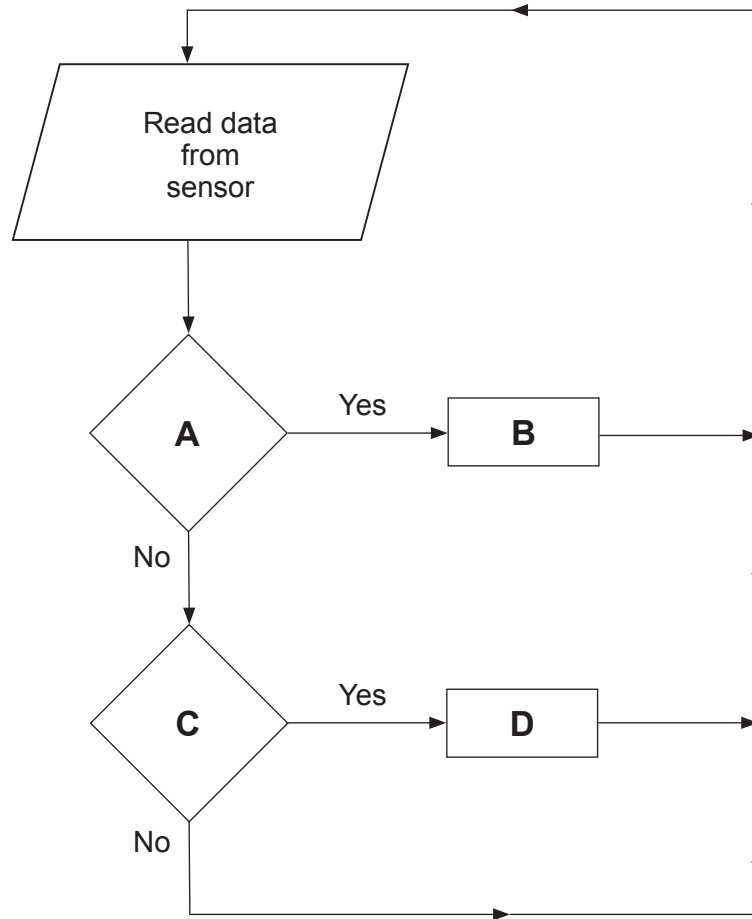 Read data
from
sensor
A
Yes
B
No
C
Yes
D
No